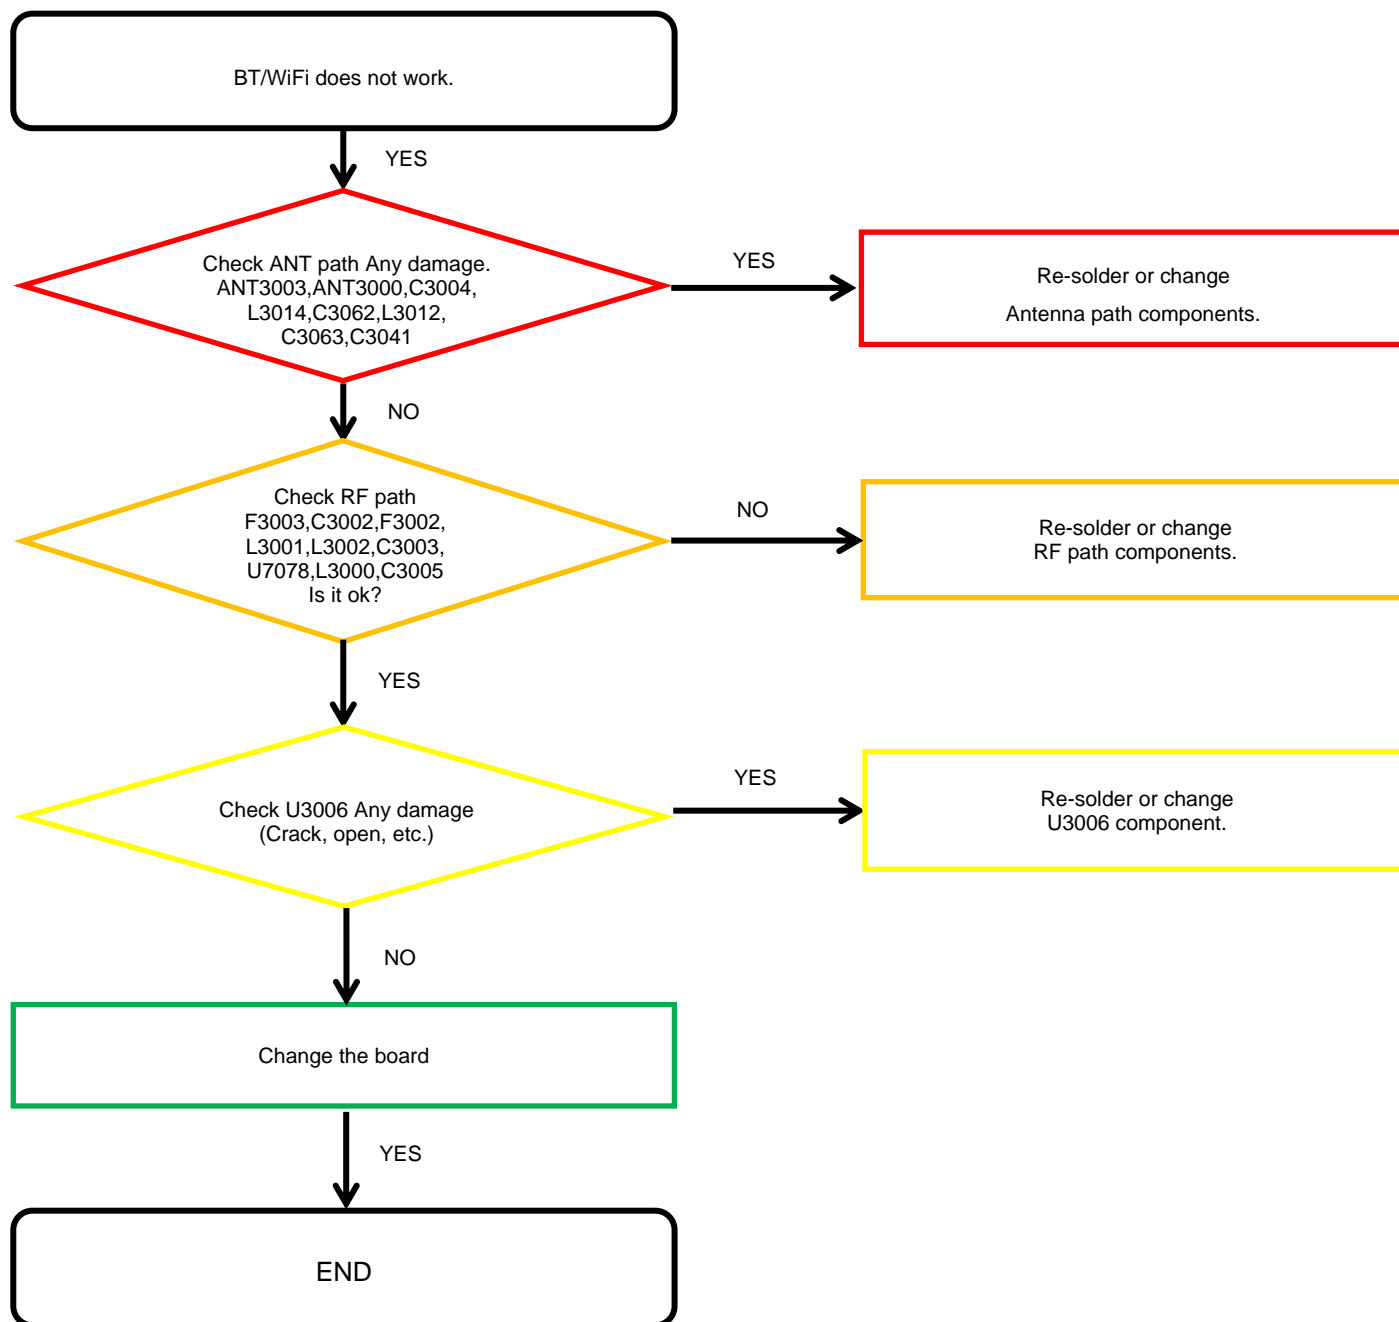 BT/WiFi does not work.
YES
Check ANT path Any damage.
ANT3003,ANT3000,C3004,
L3014,C3062,L3012,
C3063,C3041
YES
Re-solder or change
Antenna path components.
NO
Check RF path
F3003,C3002,F3002,
L3001,L3002,C3003,
U7078,L3000,C3005
Is it ok?
NO
Re-solder or change
RF path components.
YES
Check U3006 Any damage
(Crack, open, etc.)
YES
Re-solder or change
U3006 component.
NO
Change the board
YES
END